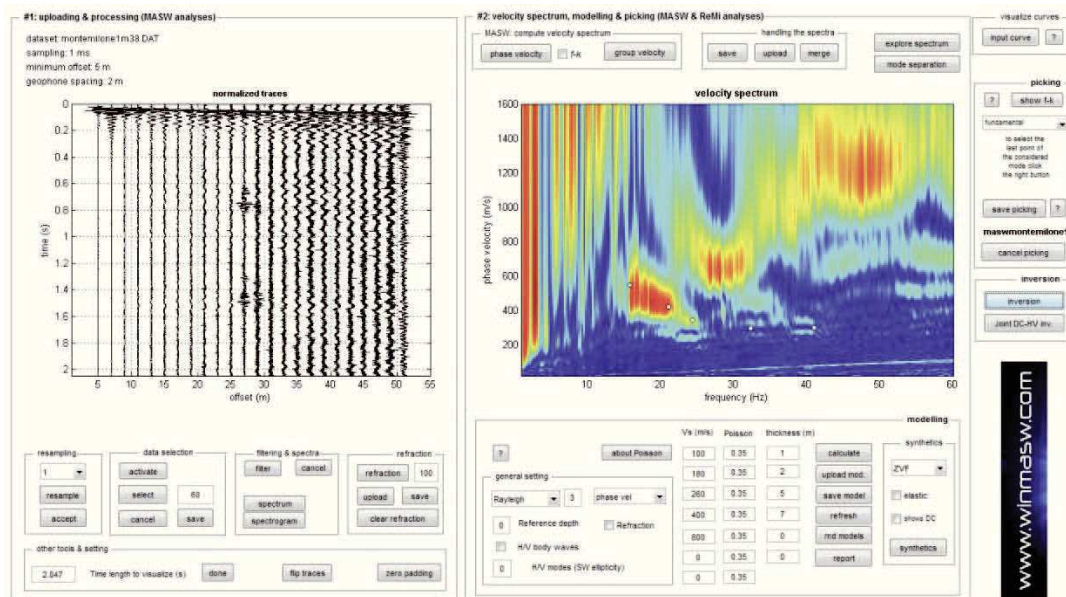 #1: uploading & processing (MASW analyses)
dataset: montemilone1m38.DAT
sampling: 1 ms
minimum offset: 5 m
geophone spacing: 2 m
normalized traces
0
0.2
0.4
0.6
0.8
1
1.2
1.4
1.6
1.8
2
time (s)
5 10 15 20 25 30 35 40 45 50 55
offset (m)
resampling
1
resample
accept
data selection
activate
select 60
cancel save
filtering & spectra
filter cancel
spectrum
spectrogram
refraction
refraction 100
upload save
clear refraction
other tools & setting
2.047 Time length to visualize (s) done flip traces zero padding
#2: velocity spectrum, modelling & picking (MASW & ReMi analyses)
MASW: compute velocity spectrum
phase velocity f-k group velocity
handling the spectra
save upload merge
explore spectrum
mode separation
velocity spectrum
1600
1400
1200
1000
800
600
400
200
phase velocity (m/s)
10 20 30 40 50 60
frequency (Hz)
modelling
? about Poisson
general setting
Rayleigh 3 phase vel
0 Reference depth Refraction
H/V body waves
0 H/V modes (SW ellipticity)
Vs (m/s) Poisson thickness (m)
100 0.35 1
180 0.35 2
260 0.35 5
400 0.35 7
800 0.35 0
0 0.35 0
0 0.35
calculate
upload mod.
save model
refresh
rnd models
report
synthetics
ZVF
elastic
shows DC
synthetics
visualize curves
input curve ?
picking
? show f-k
fundamental
to select the
last point of
the considered
mode click
the right button
save picking ?
maswmontemilone1
cancel picking
inversion
inversion
Joint DC-HV inv.
www.winmasw.com